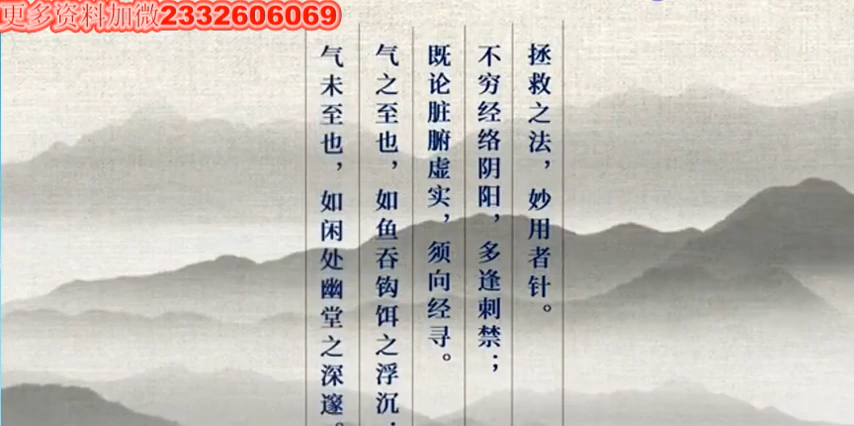 更多资料加微2332606069
拯救之法，妙用者针。
不穷经络阴阳，多逢刺禁；
既论脏腑虚实，须向经寻。
气之至也，如鱼吞钩饵之浮沉；
气未至也，如闲处幽堂之深邃。